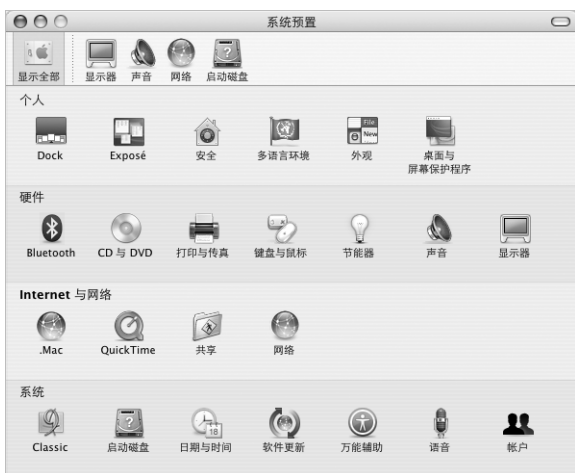 系统预置
显示全部 显示器 声音 网络 启动磁盘
个人
Dock Exposé 安全 多语言环境 外观 桌面与
屏幕保护程序
硬件
Bluetooth CD 与 DVD 打印与传真 键盘与鼠标 节能器 声音 显示器
Internet 与网络
.Mac QuickTime 共享 网络
系统
Classic 启动磁盘 日期与时间 软件更新 万能辅助 语音 帐户